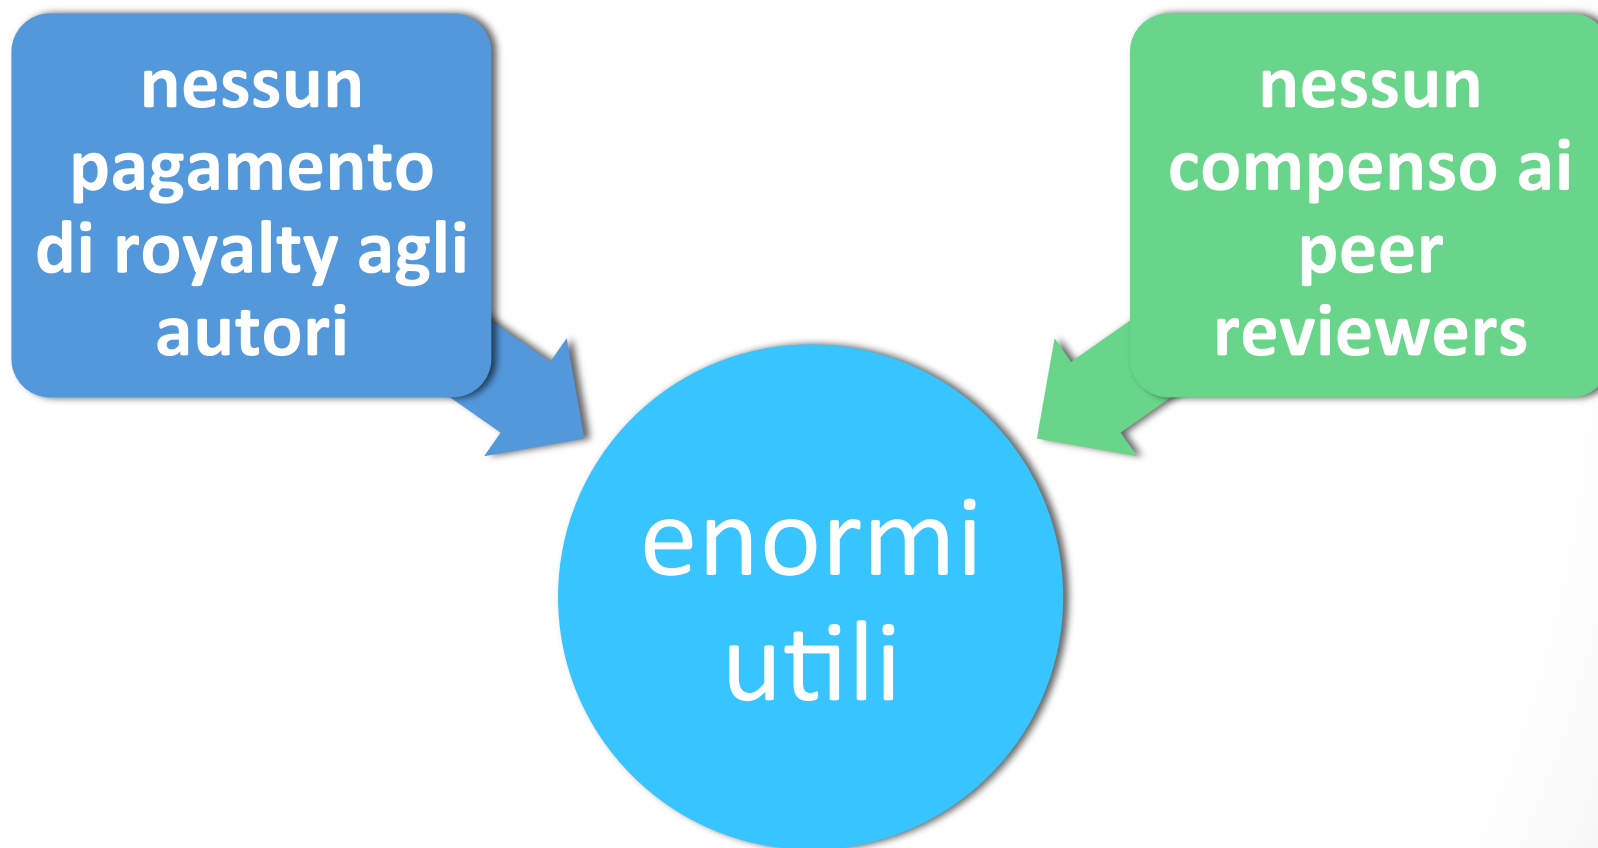 nessun
pagamento
di royalty agli
autori
nessun
compenso ai
peer
reviewers
enormi
utili